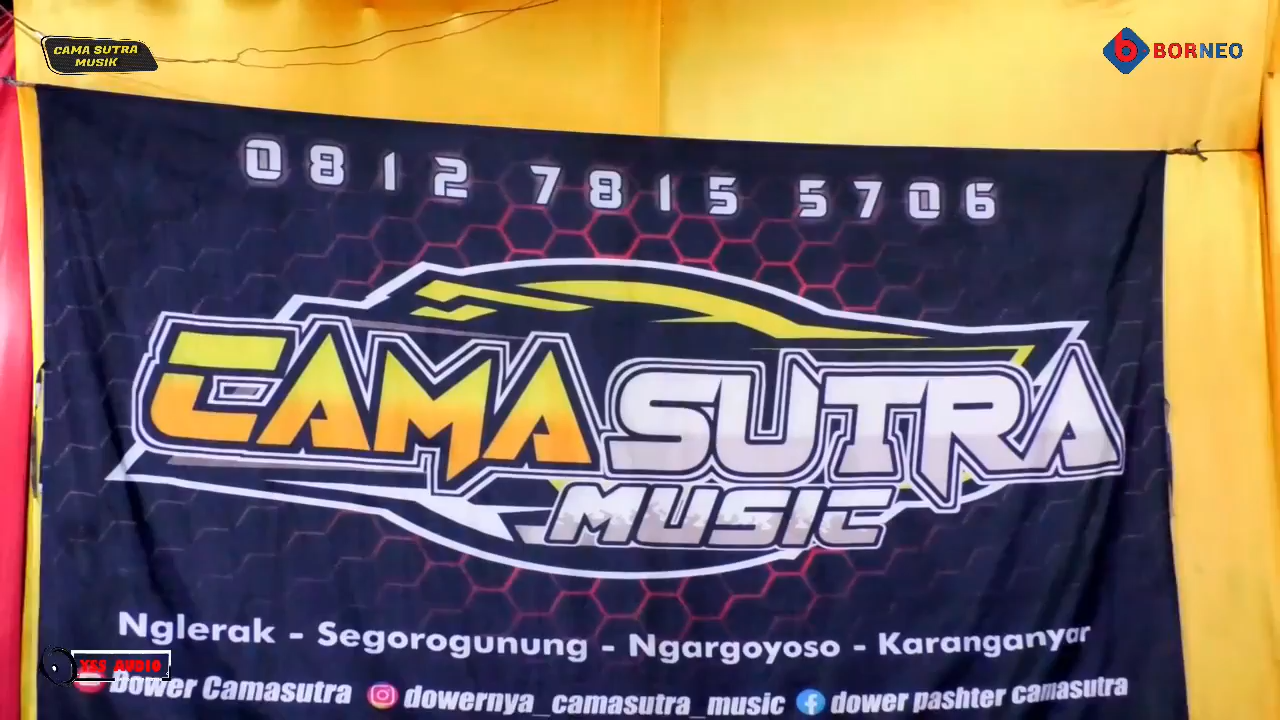 CAMA SUTRA
MUSIK
BORNEO
0812 7815 5706
CAMA SUTRA
MUSIC
Nglerak - Segorogunung - Ngargoyoso - Karanganyar
XSS AUDIO
Dower Camasutra dowernya_camasutra_music dower pashter camasutra